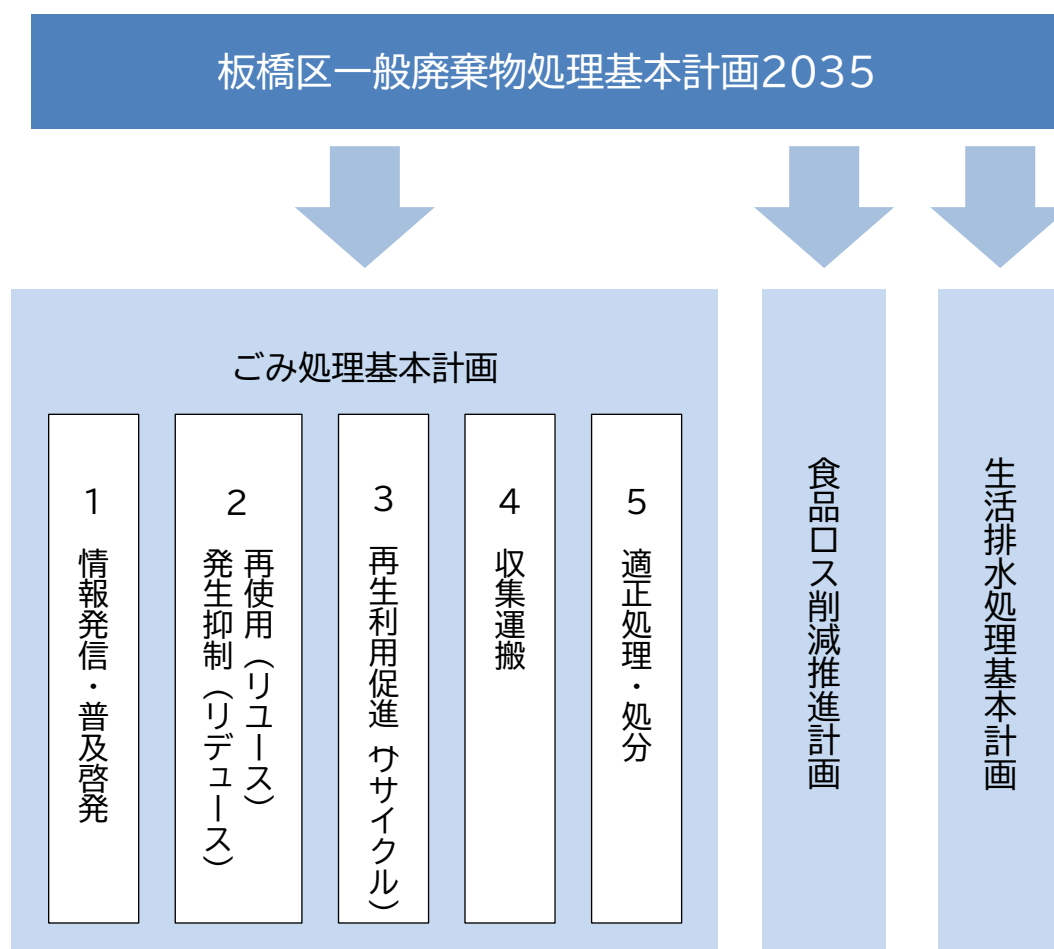 板橋区一般廃棄物処理基本計画2035
ごみ処理基本計画
1
情報発信・普及啓発
2
再使用（リユース）
発生抑制（リデュース）
3
再生利用促進（リサイクル）
4
収集運搬
5
適正処理・処分
食品ロス削減推進計画
生活排水処理基本計画